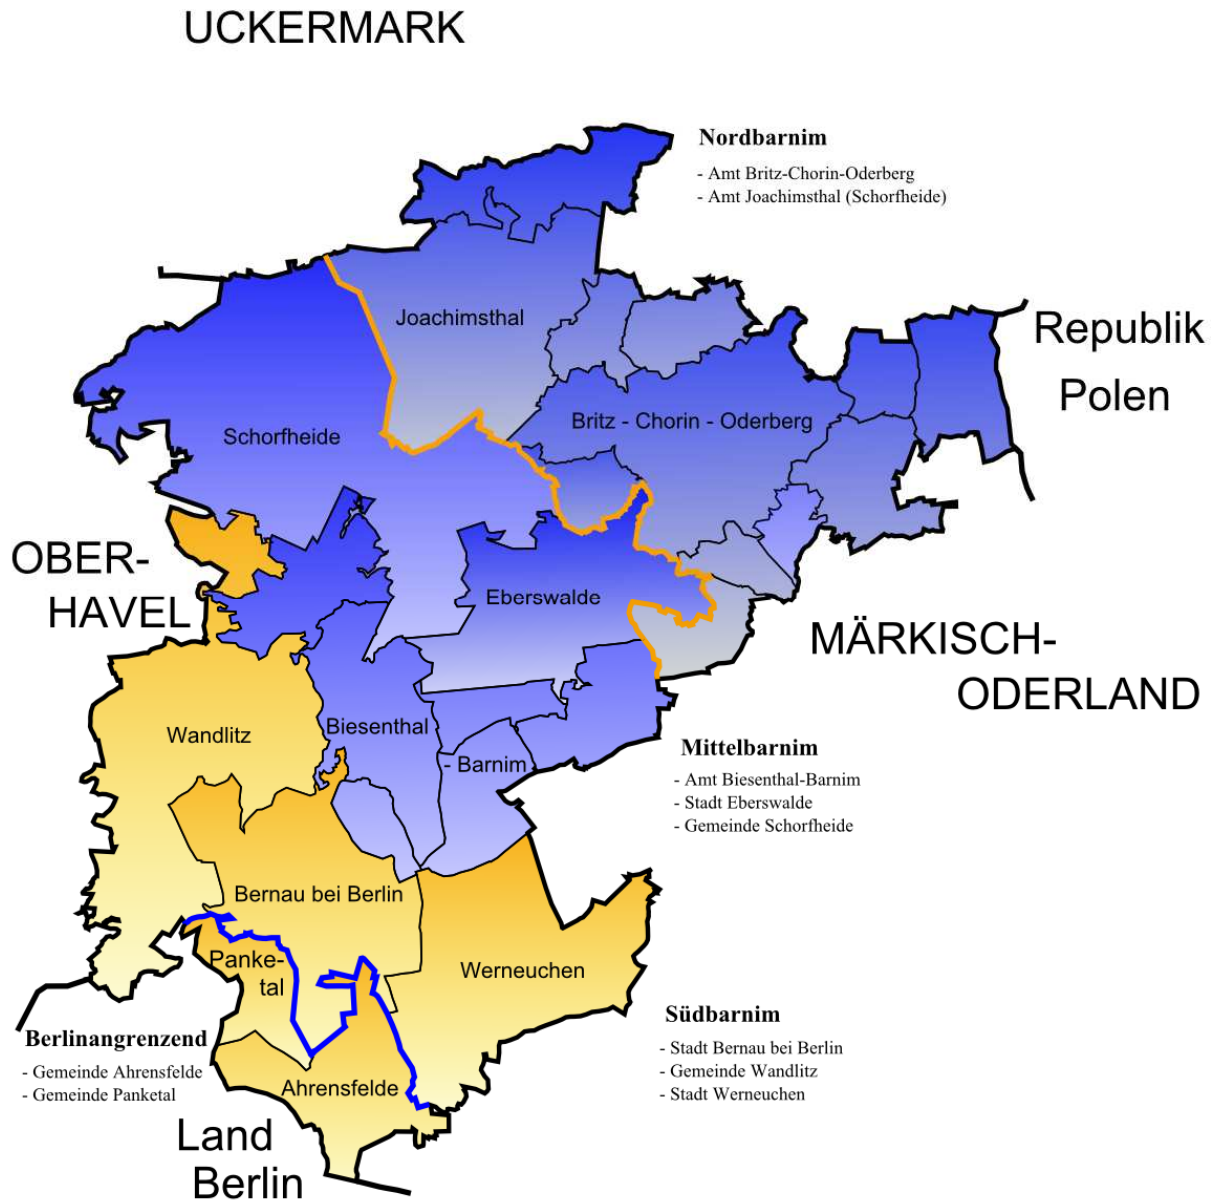 UCKERMARK
Nordbarnim
- Amt Britz-Chorin-Oderberg
- Amt Joachimsthal (Schorfheide)
Joachimsthal
Republik
Polen
Schorfheide
Britz - Chorin - Oderberg
OBER-
HAVEL
Eberswalde
MÄRKISCH-
ODERLAND
Wandlitz
Biesenthal
- Barnim
Mittelbarnim
- Amt Biesenthal-Barnim
- Stadt Eberswalde
- Gemeinde Schorfheide
Bernau bei Berlin
Panke-
tal
Werneuchen
Südbarnim
- Stadt Bernau bei Berlin
- Gemeinde Wandlitz
- Stadt Werneuchen
Berlinangrenzend
- Gemeinde Ahrensfelde
- Gemeinde Panketal
Ahrensfelde
Land
Berlin